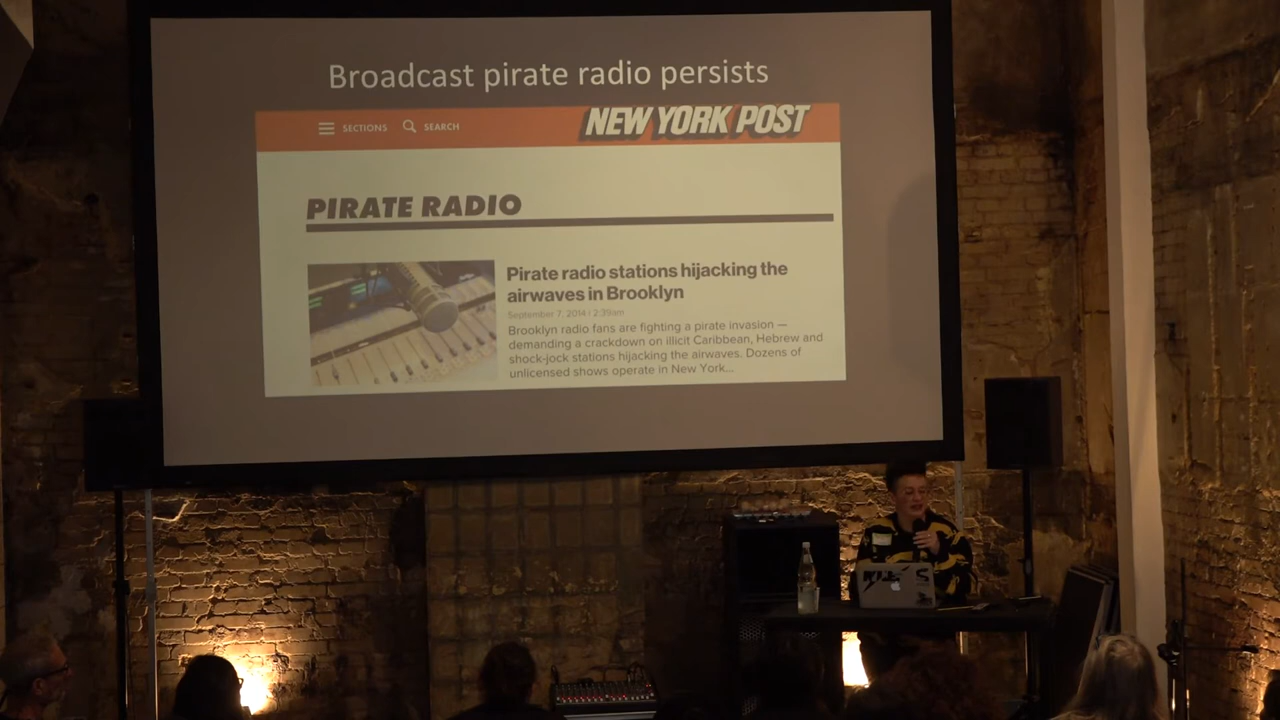 Broadcast pirate radio persists
SECTIONS SEARCH NEW YORK POST
PIRATE RADIO
Pirate radio stations hijacking the
airwaves in Brooklyn
September 7, 2014 | 2:39am
Brooklyn radio fans are fighting a pirate invasion —
demanding a crackdown on illicit Caribbean, Hebrew and
shock-jock stations hijacking the airwaves. Dozens of
unlicensed shows operate in New York...